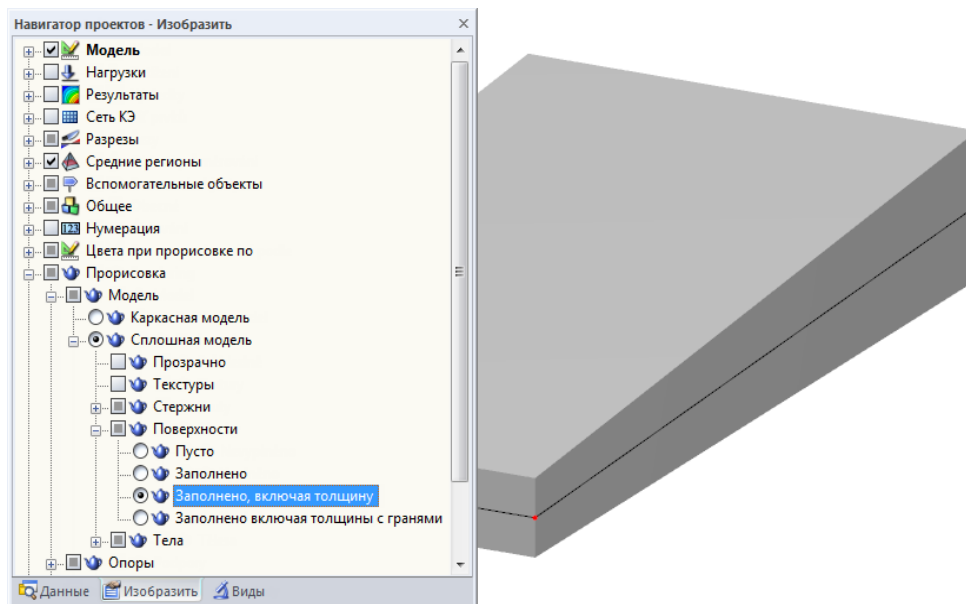 Навигатор проектов - Изобразить
Модель
Нагрузки
Результаты
Сеть КЭ
Разрезы
Средние регионы
Вспомогательные объекты
Общее
123 Нумерация
Цвета при прорисовке по
Прорисовка
Модель
Каркасная модель
Сплошная модель
Прозрачно
Текстуры
Стержни
Поверхности
Пусто
Заполнено
Заполнено, включая толщину
Заполнено включая толщины с гранями
Тела
Опоры
Данные Изобразить Виды